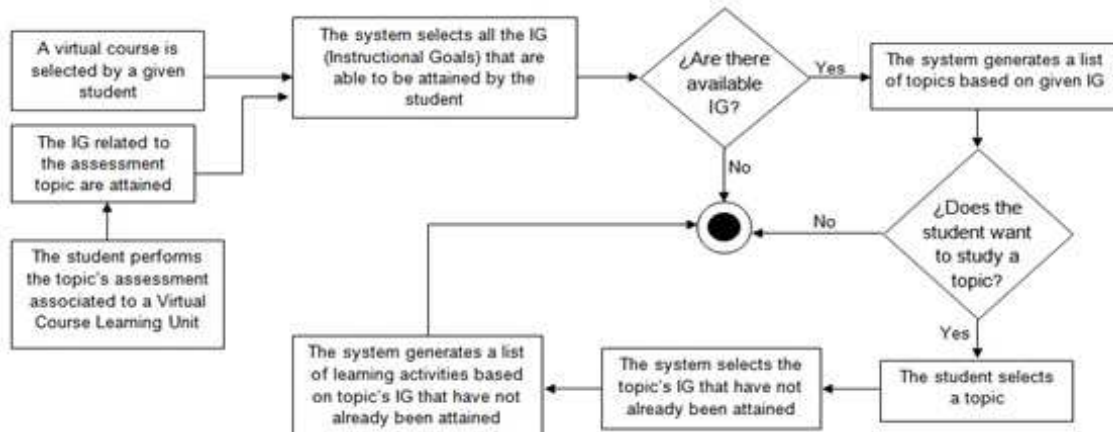 A virtual course is
selected by a given
student
The system selects all the IG
(Instructional Goals) that are
able to be attained by the
student
¿Are there
available
IG?
Yes
The system generates a list
of topics based on given IG
The IG related to
the assessment
topic are attained
No
The student performs
the topic's assessment
associated to a Virtual
Course Learning Unit
No
¿Does the
student want
to study a
topic?
Yes
The system generates a list
of learning activities based
on topic's IG that have not
already been attained
The system selects the
topic's IG that have not
already been attained
The student selects
a topic